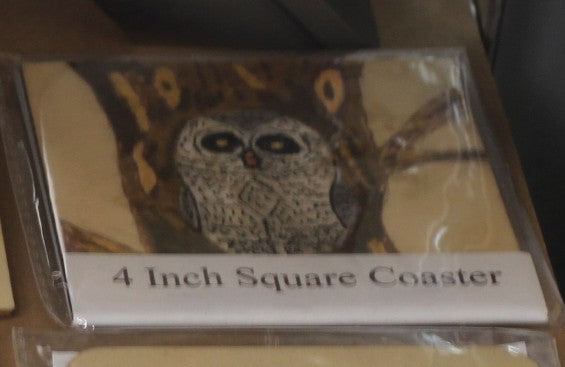 4 Inch Square Coaster